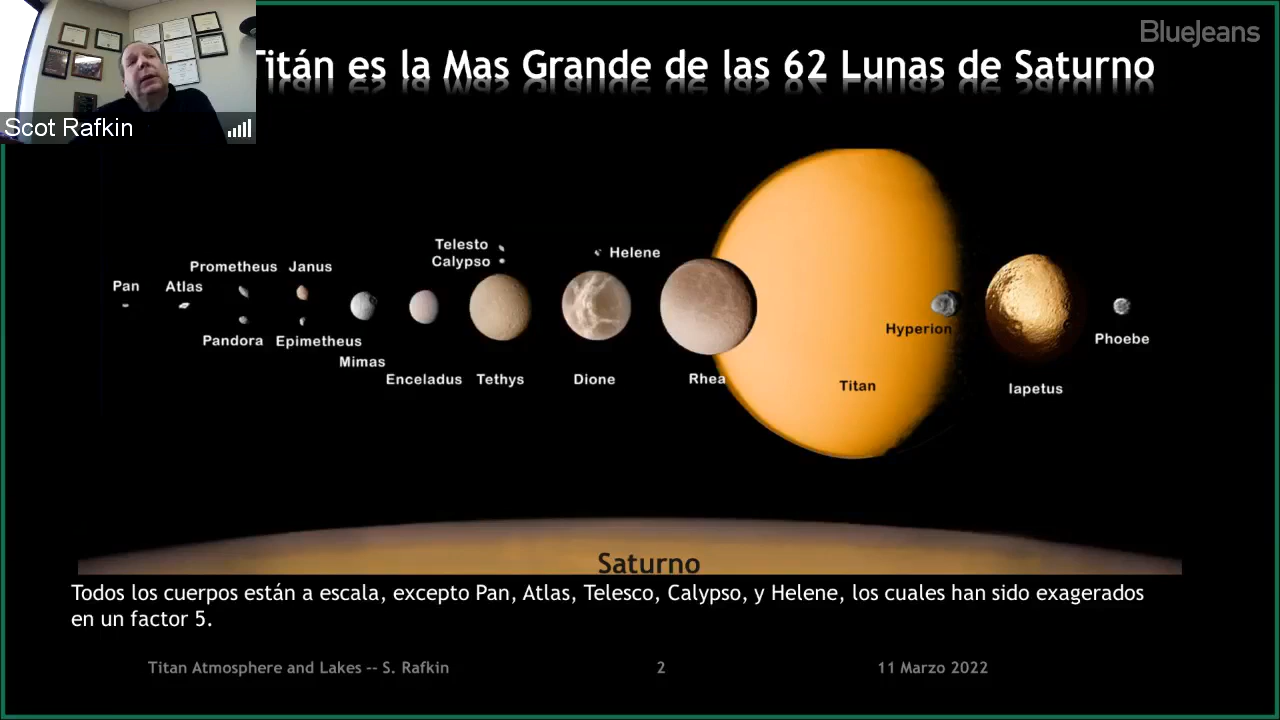 BlueJeans
Titán es la Mas Grande de las 62 Lunas de Saturno
Scot Rafkin
Telesto
Calypso
Helene
Prometheus
Janus
Pan
Atlas
Pandora
Epimetheus
Mimas
Enceladus
Tethys
Dione
Rhea
Titan
Hyperion
Iapetus
Phoebe
Saturno
Todos los cuerpos están a escala, excepto Pan, Atlas, Telesco, Calypso, y Helene, los cuales han sido exagerados
en un factor 5.
Titan Atmosphere and Lakes -- S. Rafkin
2
11 Marzo 2022